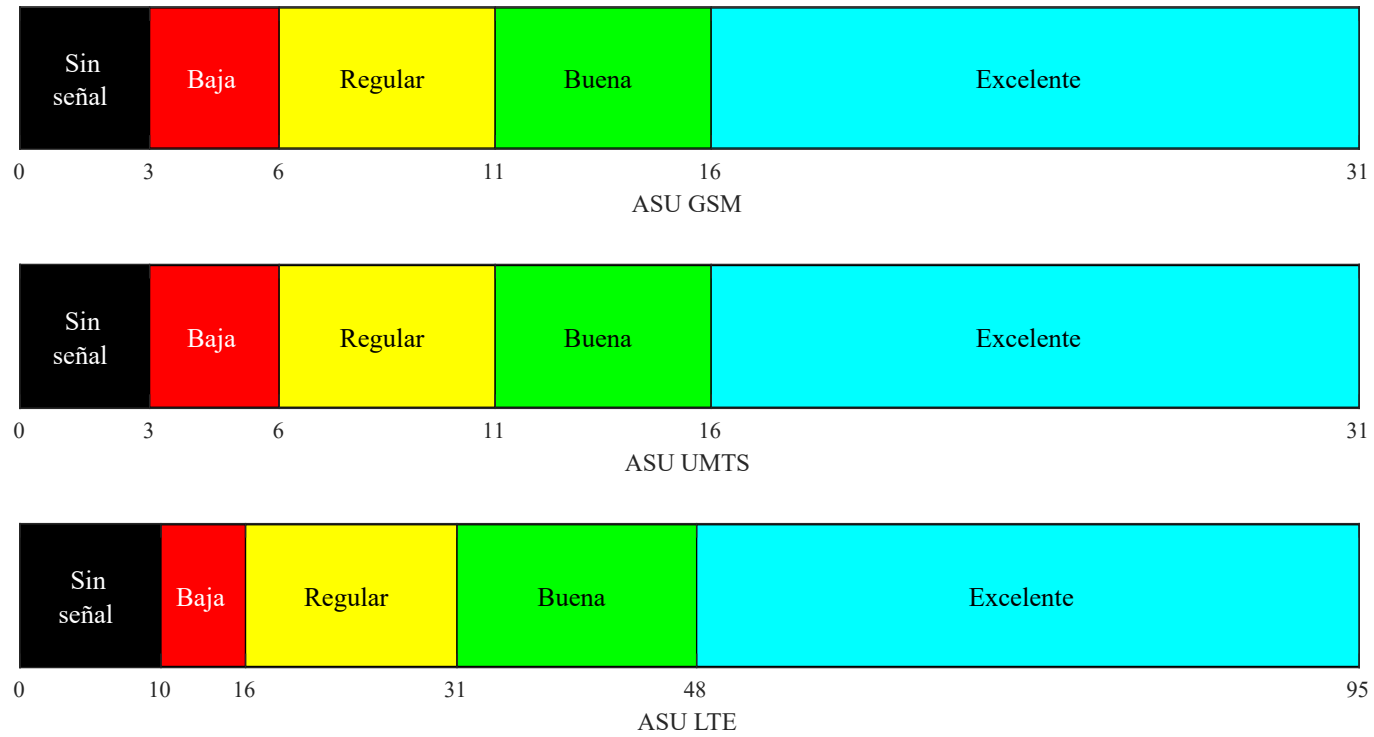 Sin
señal
Baja
Regular
Buena
Excelente
0 3 6 11 16 31
ASU GSM
Sin
señal
Baja
Regular
Buena
Excelente
0 3 6 11 16 31
ASU UMTS
Sin
señal
Baja
Regular
Buena
Excelente
0 10 16 31 48 95
ASU LTE